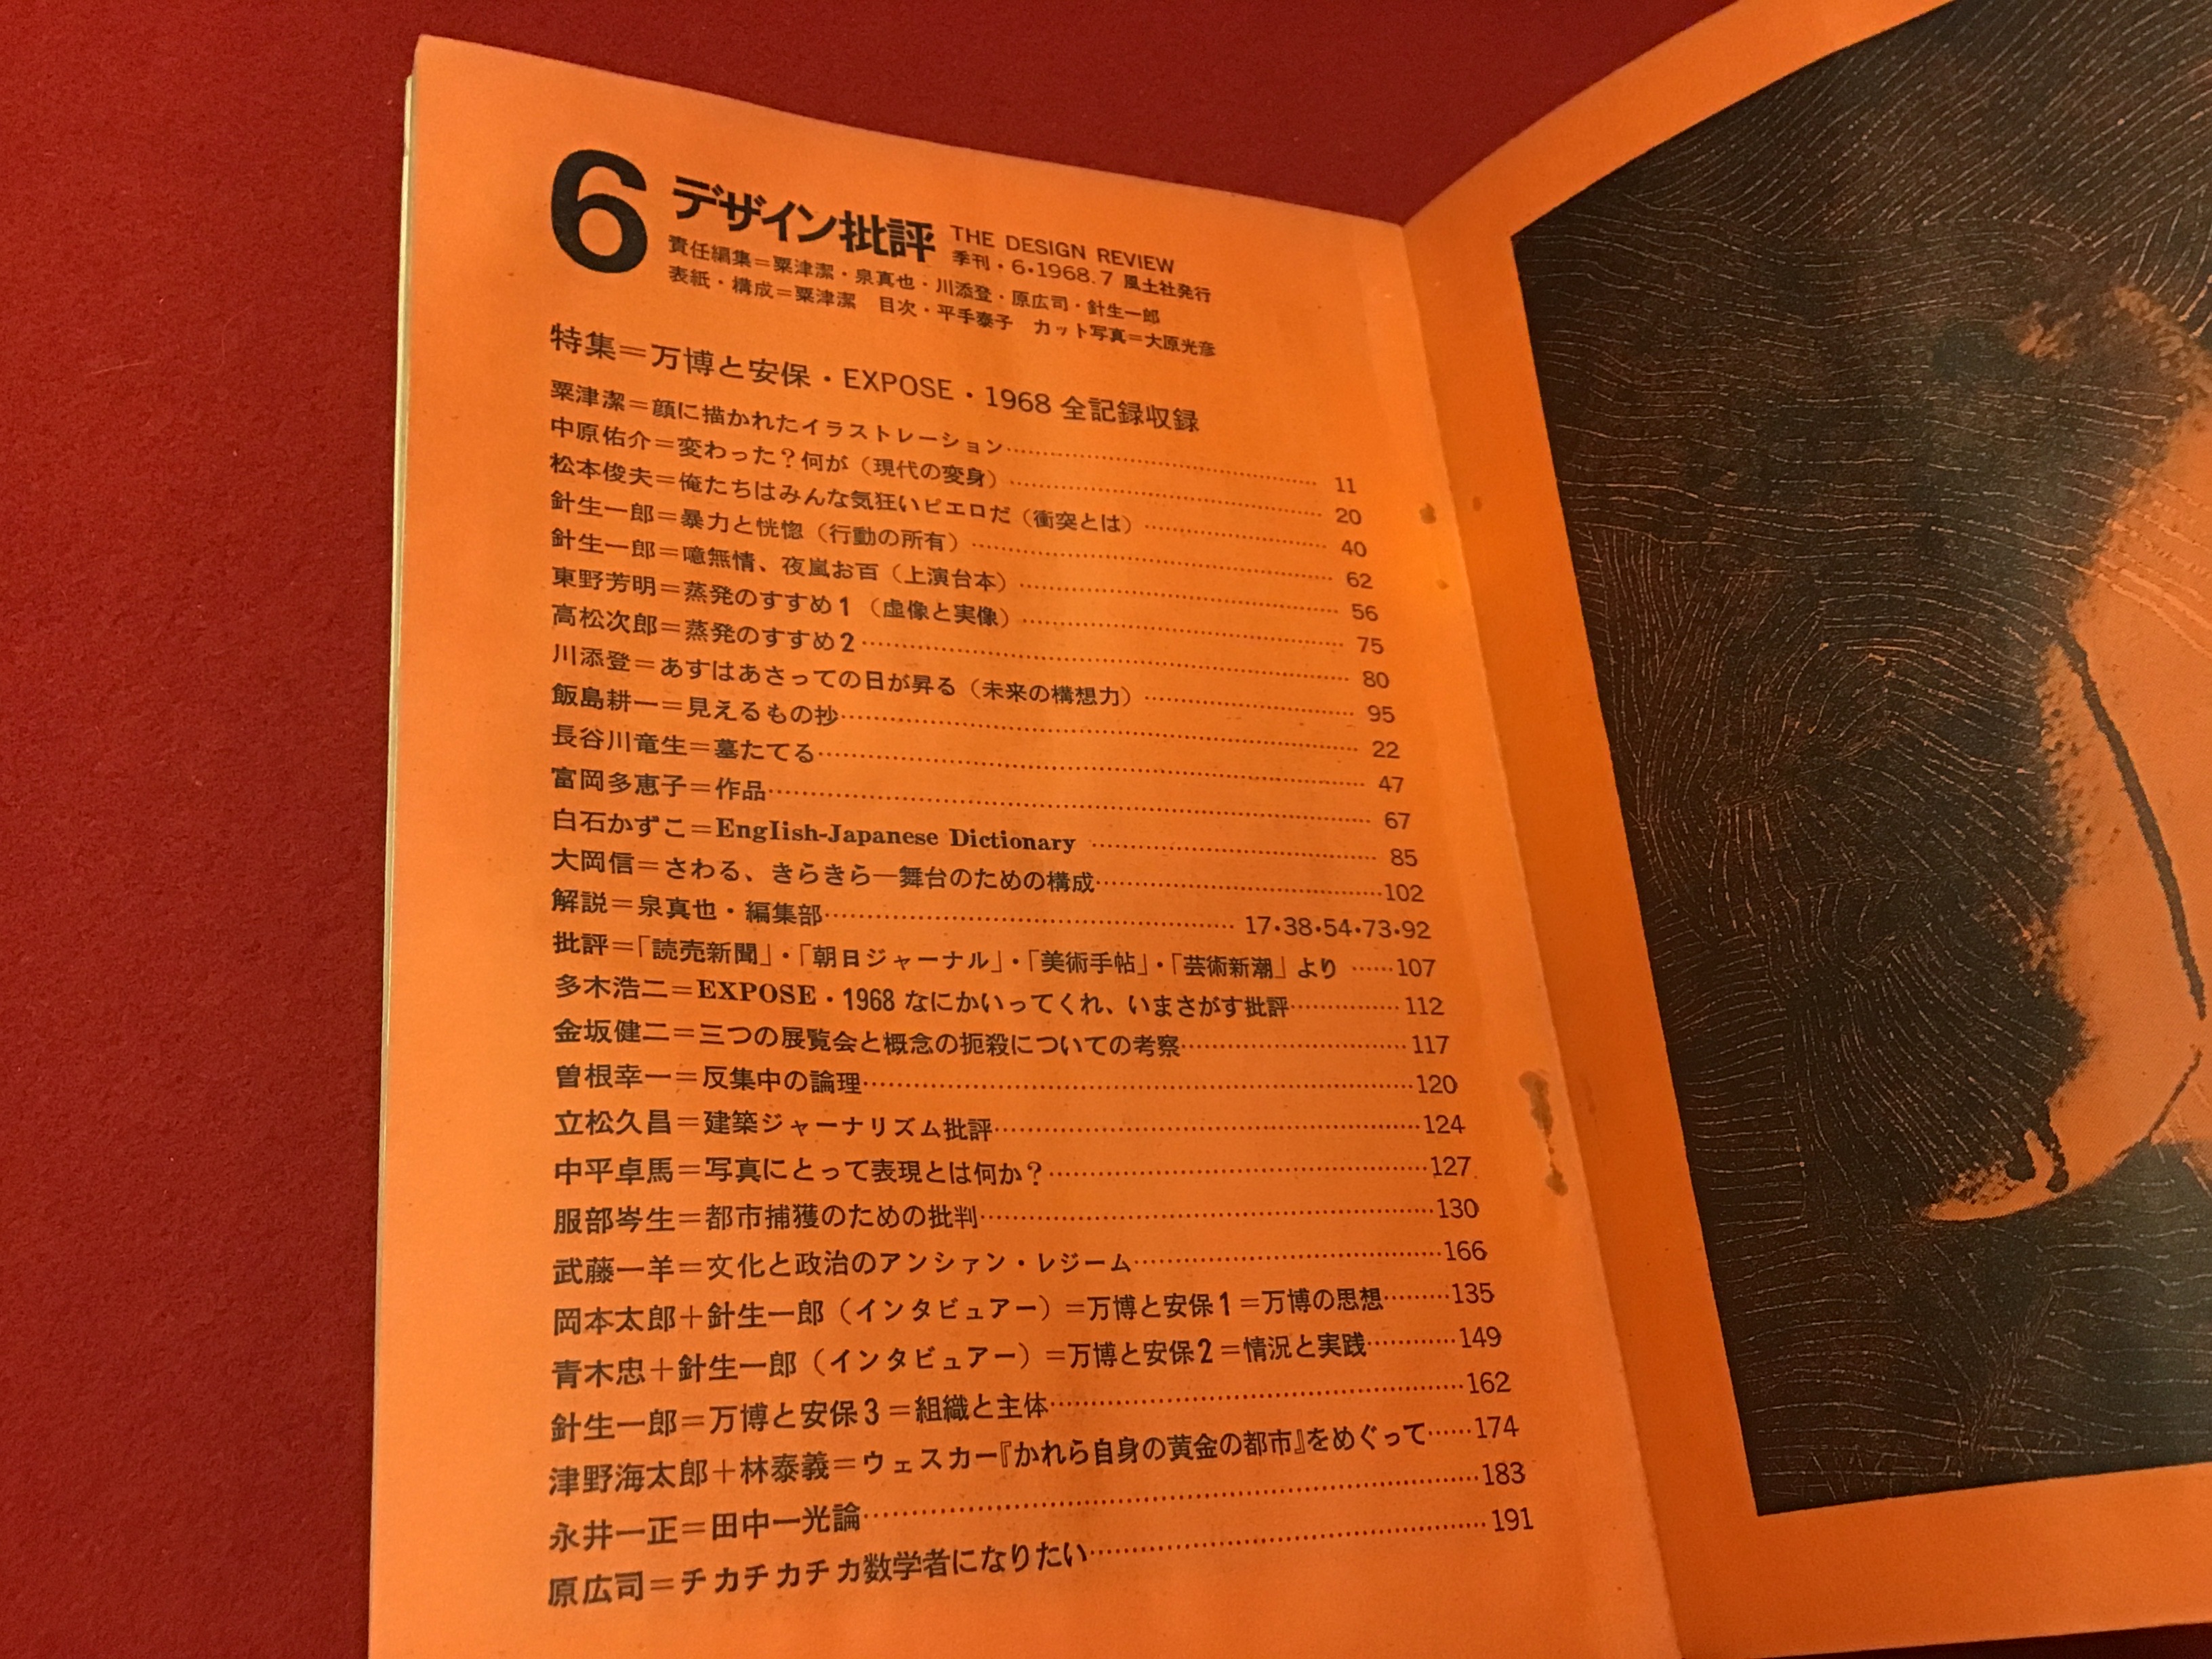 6 デザイン批評 THE DESIGN REVIEW
季刊・6・1968.7 風土社発行
責任編集＝粟津潔・泉真也・川添登・原広司・針生一郎
表紙・構成＝粟津潔　目次・平手泰子　カット写真＝大原光彦
特集＝万博と安保・EXPOSE・1968 全記録収録
粟津潔＝顔に描かれたイラストレーション……11
中原佑介＝変わった？何が（現代の変身）……20
松本俊夫＝俺たちはみんな気狂いピエロだ（衝突とは）……40
針生一郎＝暴力と恍惚（行動の所有）……62
針生一郎＝噫無情、夜嵐お百（上演台本）……56
東野芳明＝蒸発のすすめ1（虚像と実像）……75
高松次郎＝蒸発のすすめ2……80
川添登＝あすはあさっての日が昇る（未来の構想力）……95
飯島耕一＝見えるもの抄……22
長谷川竜生＝墓たてる……47
富岡多恵子＝作品……67
白石かずこ＝EngIish-Japanese Dictionary……85
大岡信＝さわる、きらきら―舞台のための構成……102
解説＝泉真也・編集部……17・38・54・73・92
批評＝「読売新聞」・「朝日ジャーナル」・「美術手帖」・「芸術新潮」より……107
多木浩二＝EXPOSE・1968 なにかいってくれ、いまさがす批評……112
金坂健二＝三つの展覧会と概念の扼殺についての考察……117
曽根幸一＝反集中の論理……120
立松久昌＝建築ジャーナリズム批評……124
中平卓馬＝写真にとって表現とは何か？……127
服部岑生＝都市捕獲のための批判……130
武藤一羊＝文化と政治のアンシァン・レジーム……166
岡本太郎＋針生一郎（インタビュアー）＝万博と安保1＝万博の思想……135
青木忠＋針生一郎（インタビュアー）＝万博と安保2＝情況と実践……149
針生一郎＝万博と安保3＝組織と主体……162
津野海太郎＋林泰義＝ウェスカー『かれら自身の黄金の都市』をめぐって……174
永井一正＝田中一光論……183
原広司＝チカチカチカ数学者になりたい……191